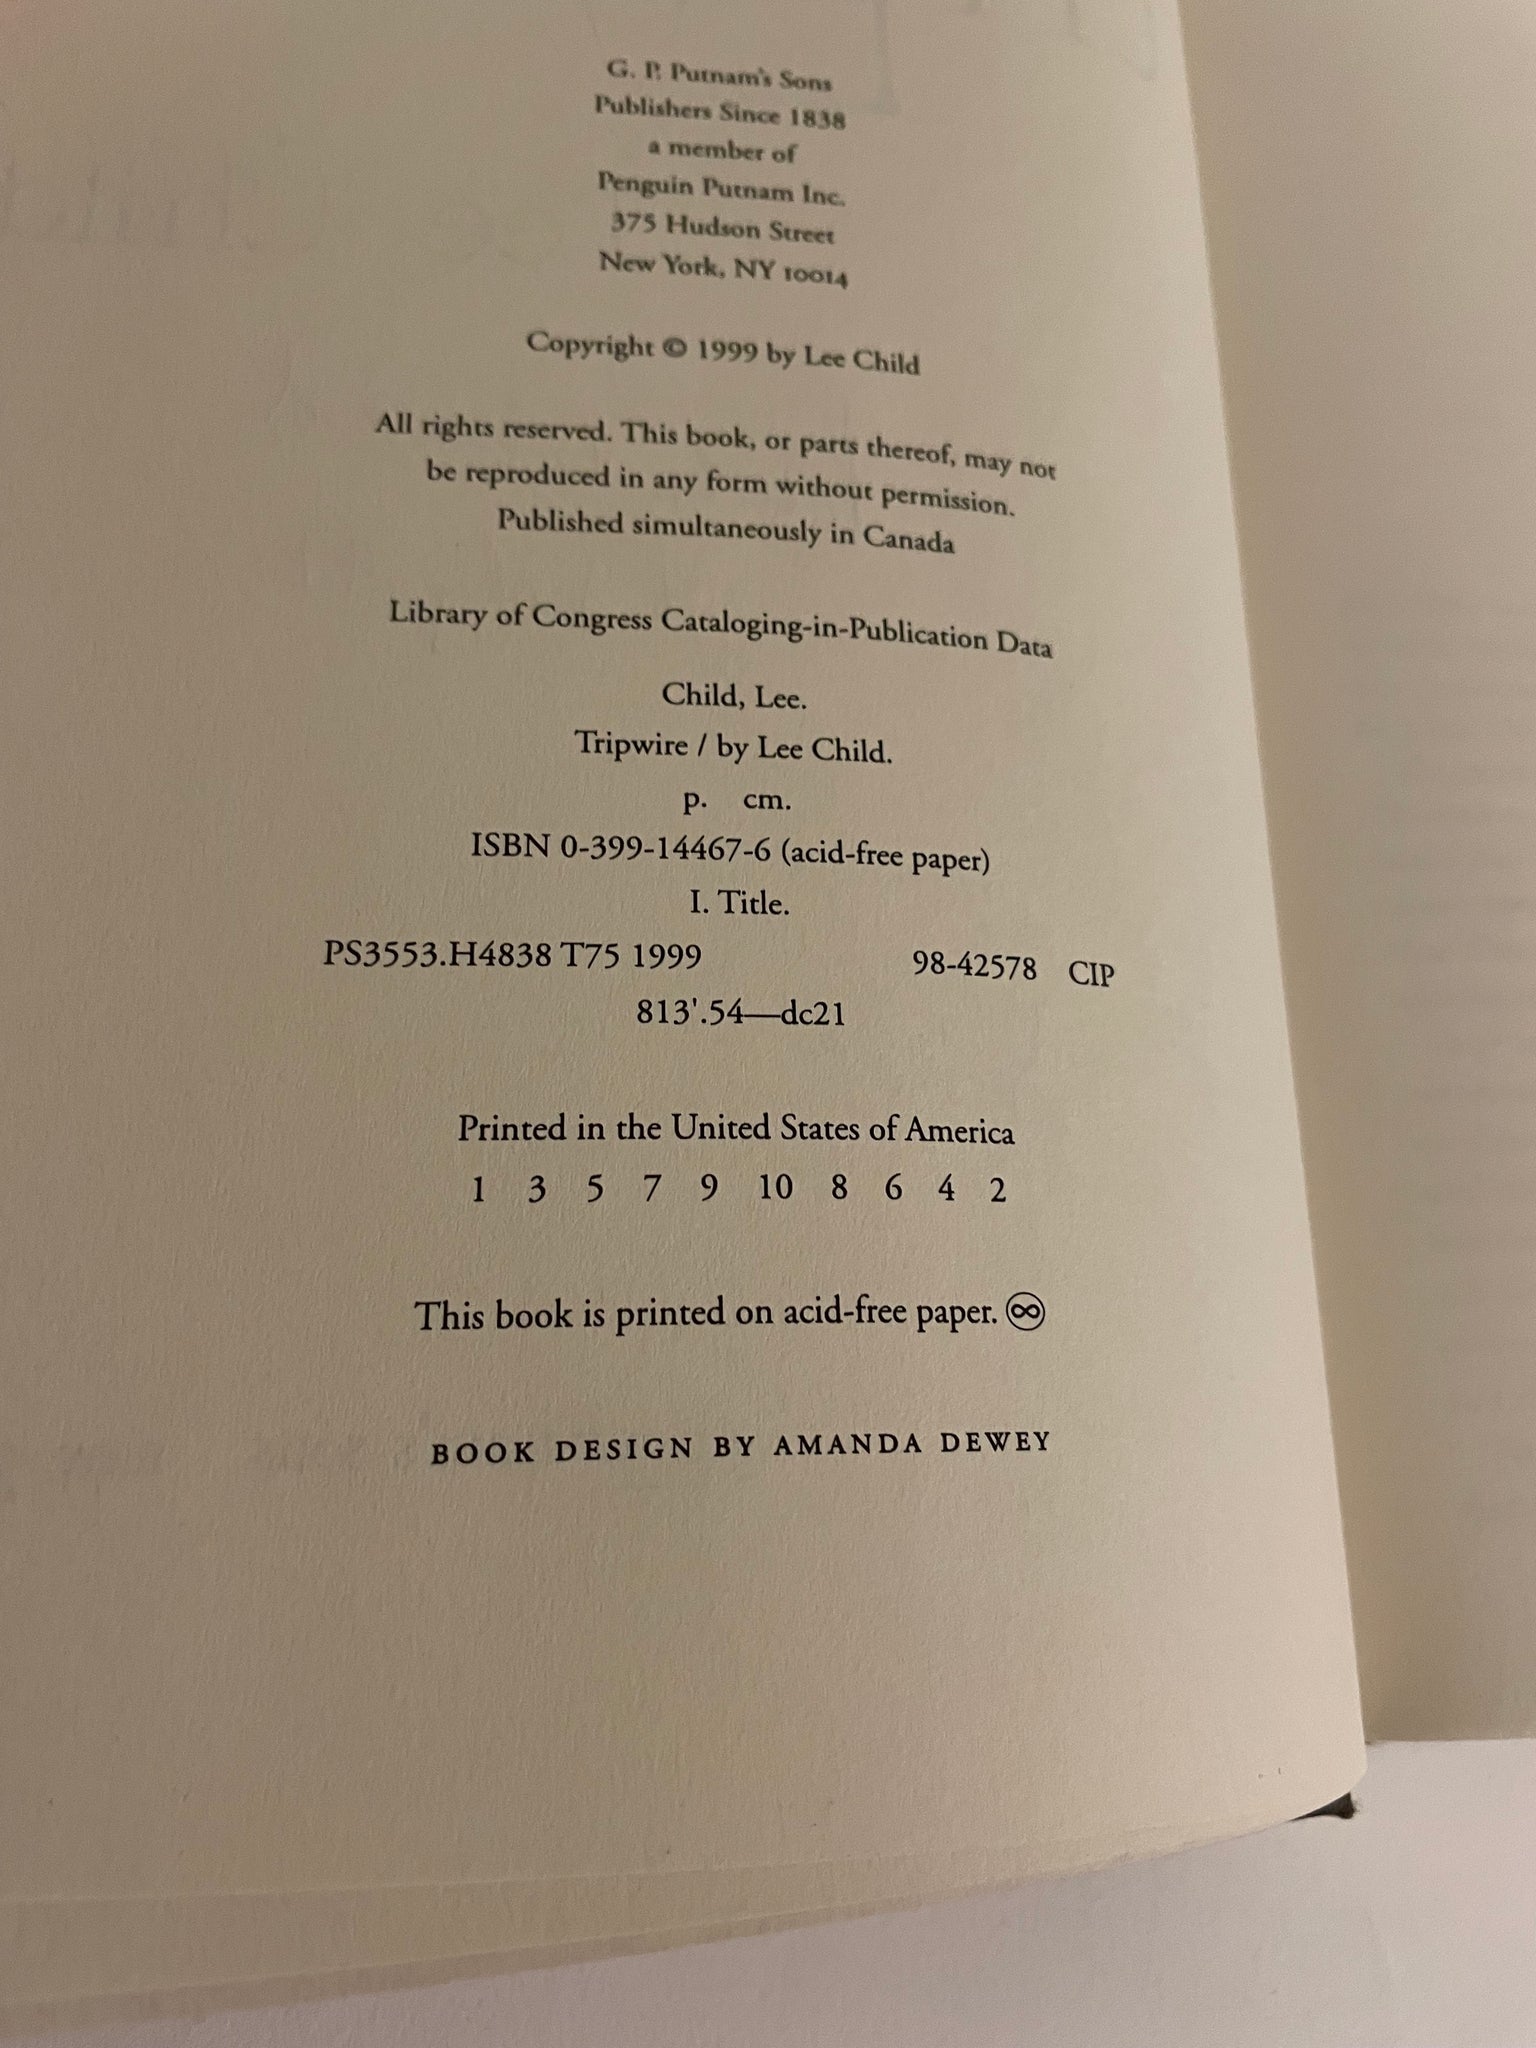 G. P. Putnam's Sons
Publishers Since 1838
a member of
Penguin Putnam Inc.
375 Hudson Street
New York, NY 10014
Copyright © 1999 by Lee Child
All rights reserved. This book, or parts thereof, may not
be reproduced in any form without permission.
Published simultaneously in Canada
Library of Congress Cataloging-in-Publication Data
Child, Lee.
Tripwire / by Lee Child.
p. cm.
ISBN 0-399-14467-6 (acid-free paper)
I. Title.
PS3553.H4838 T75 1999 98-42578 CIP
813'.54—dc21
Printed in the United States of America
1 3 5 7 9 10 8 6 4 2
This book is printed on acid-free paper. ♾
BOOK DESIGN BY AMANDA DEWEY